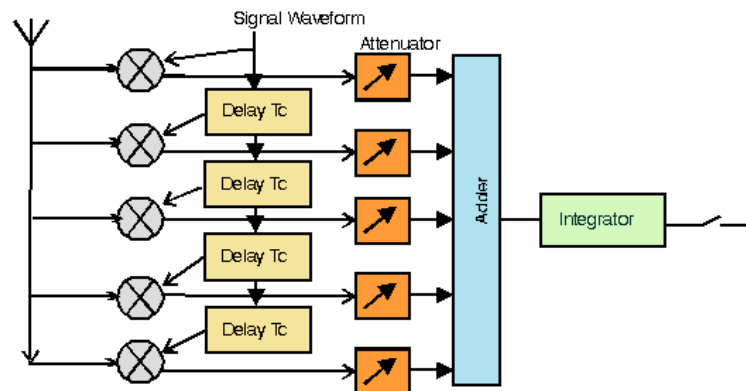 Signal Waveform
Attenuator
Delay Tc
Delay Tc
Delay Tc
Delay Tc
Adder
Integrator